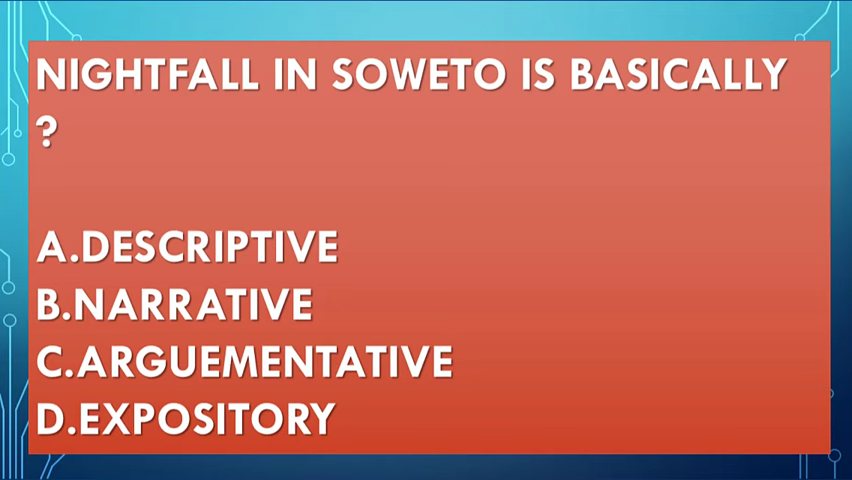 NIGHTFALL IN SOWETO IS BASICALLY
?
A.DESCRIPTIVE
B.NARRATIVE
C.ARGUEMENTATIVE
D.EXPOSITORY